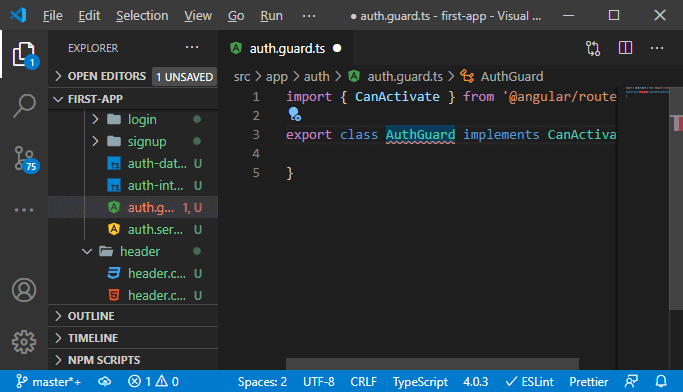 File Edit Selection View Go Run ··· ● auth.guard.ts - first-app - Visual ...
EXPLORER ···
OPEN EDITORS 1 UNSAVED
FIRST-APP
login
signup
auth-dat... U
auth-int... U
auth.g... 1, U
auth.ser... U
header
header.c... U
header.c... U
OUTLINE
TIMELINE
NPM SCRIPTS
1
75
auth.guard.ts ●
src > app > auth > auth.guard.ts > AuthGuard
1 import { CanActivate } from '@angular/route
2
3 export class AuthGuard implements CanActiva
4
5 }
master*+ 1 0 Spaces: 2 UTF-8 CRLF TypeScript 4.0.3 ✓ ESLint Prettier